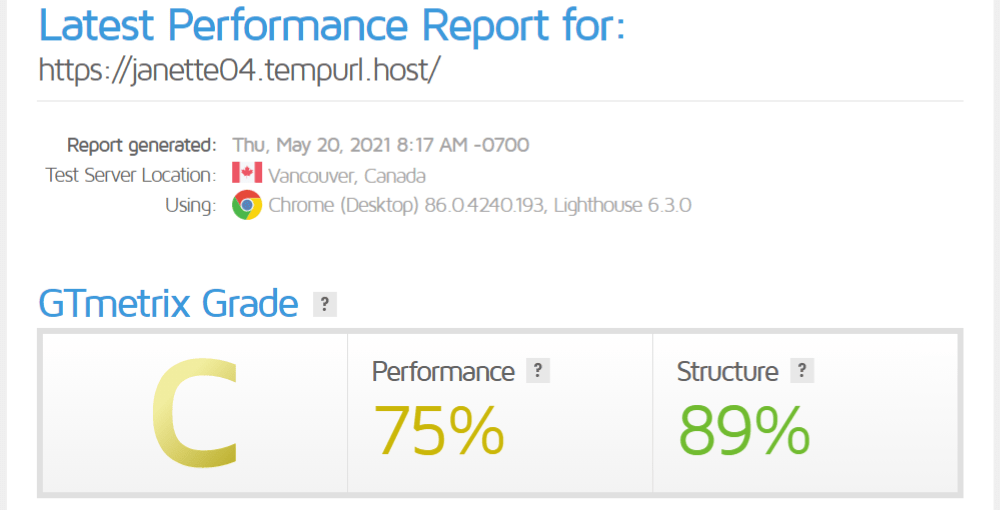 Latest Performance Report for:
https://janette04.tempurl.host/
Report generated: Thu, May 20, 2021 8:17 AM -0700
Test Server Location: Vancouver, Canada
Using: Chrome (Desktop) 86.0.4240.193, Lighthouse 6.3.0
GTmetrix Grade ?
C
Performance ?
75%
Structure ?
89%